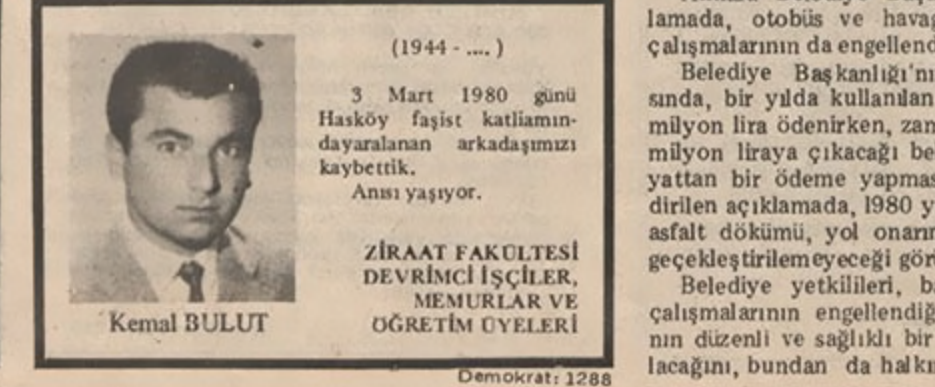 (1944 - .... )
3 Mart 1980 günü
Hasköy faşist katliamın-
dayaralanan arkadaşımızı
kaybettik.
Anısı yaşıyor.
ZİRAAT FAKÜLTESİ
DEVRİMCİ İŞÇİLER,
MEMURLAR VE
ÖĞRETİM ÜYELERİ
Kemal BULUT
Demokrat: 1288
lamada, otobüs ve havag
çalışmalarının da engellend
Belediye Başkanlığı'nı
sında, bir yılda kullanılan
milyon lira ödenirken, zam
milyon liraya çıkacağı be
yattan bir ödeme yapmas
dirilen açıklamada, 1980 y
asfalt dökümü, yol onarım
geçekleştirilemeyeceği gör
Belediye yetkilileri, b
çalışmalarının engellendiğ
nın düzenli ve sağlıklı bir
lacağını, bundan da halkı